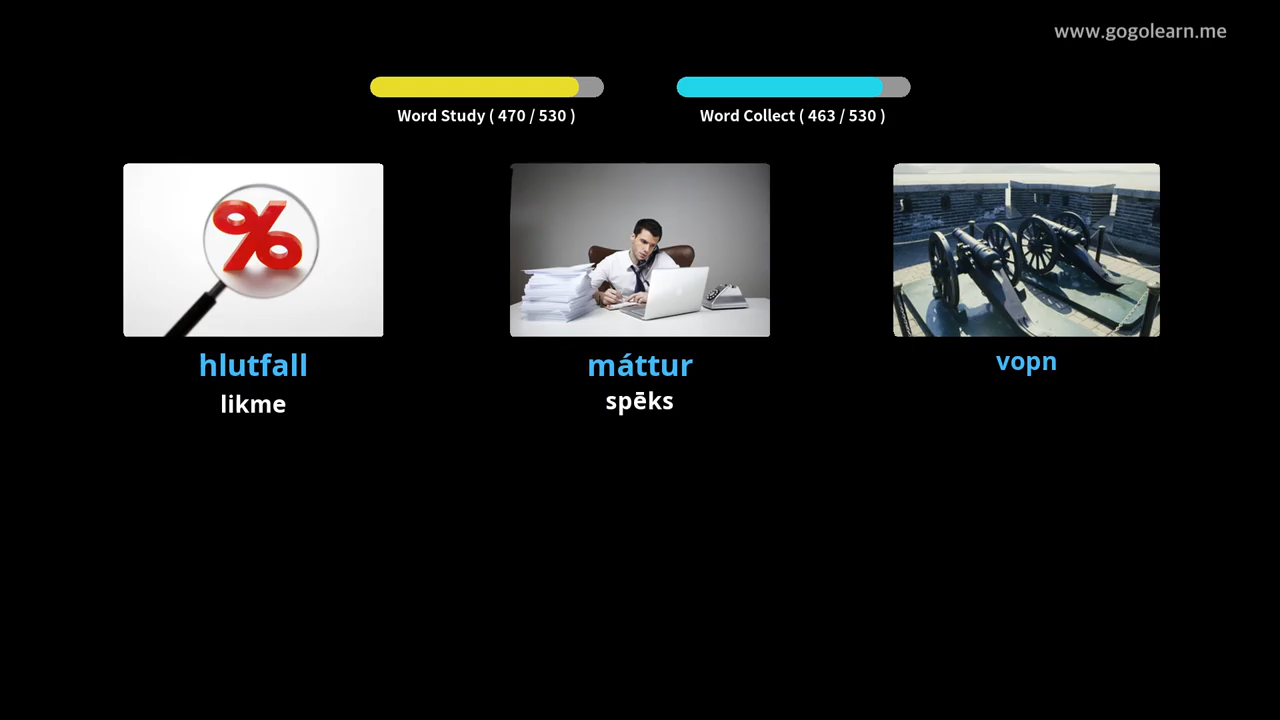 www.gogolearn.me
Word Study ( 470 / 530 )
Word Collect ( 463 / 530 )
hlutfall
likme
máttur
spēks
vopn